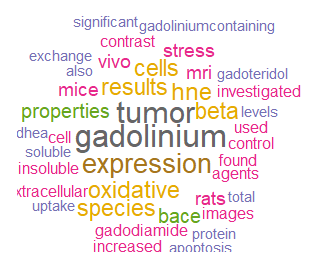 significant gadoliniumcontaining
contrast stress
exchange vivo cells mri gadoteridol
also
mice results hne investigated
properties tumor beta levels
dhea cell gadolinium used
control
soluble
insoluble expression found
agents
xtracellular oxidative rats total
uptake species bace images
gadodiamide protein
increased apoptosis